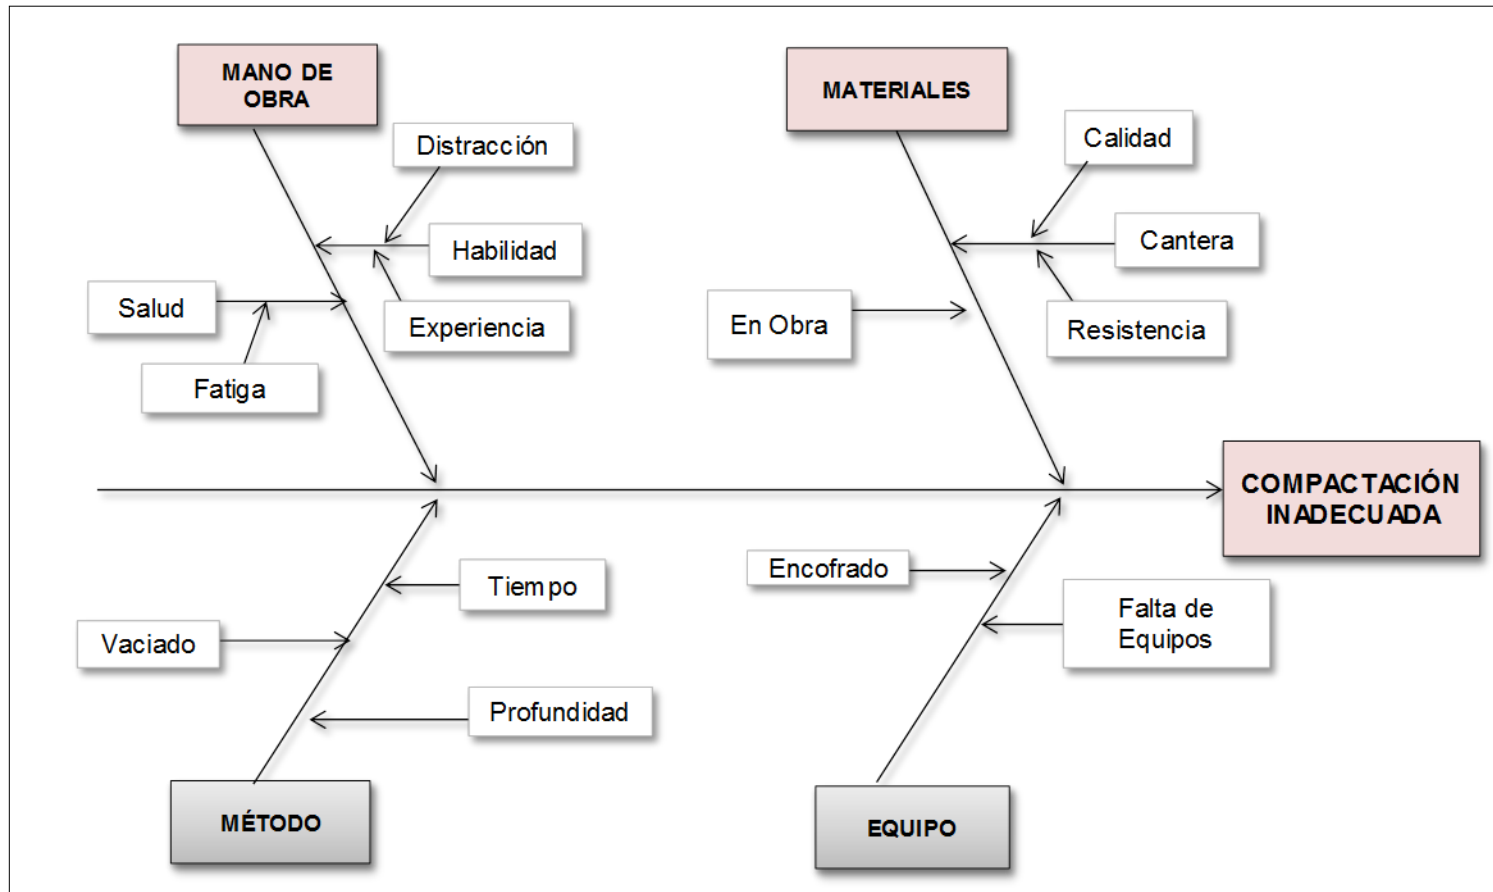 MANO DE
OBRA
MATERIALES
Distracción
Calidad
Habilidad
Cantera
Salud
Experiencia
En Obra
Resistencia
Fatiga
COMPACTACIÓN
INADECUADA
Encofrado
Tiempo
Falta de
Equipos
Vaciado
Profundidad
MÉTODO
EQUIPO